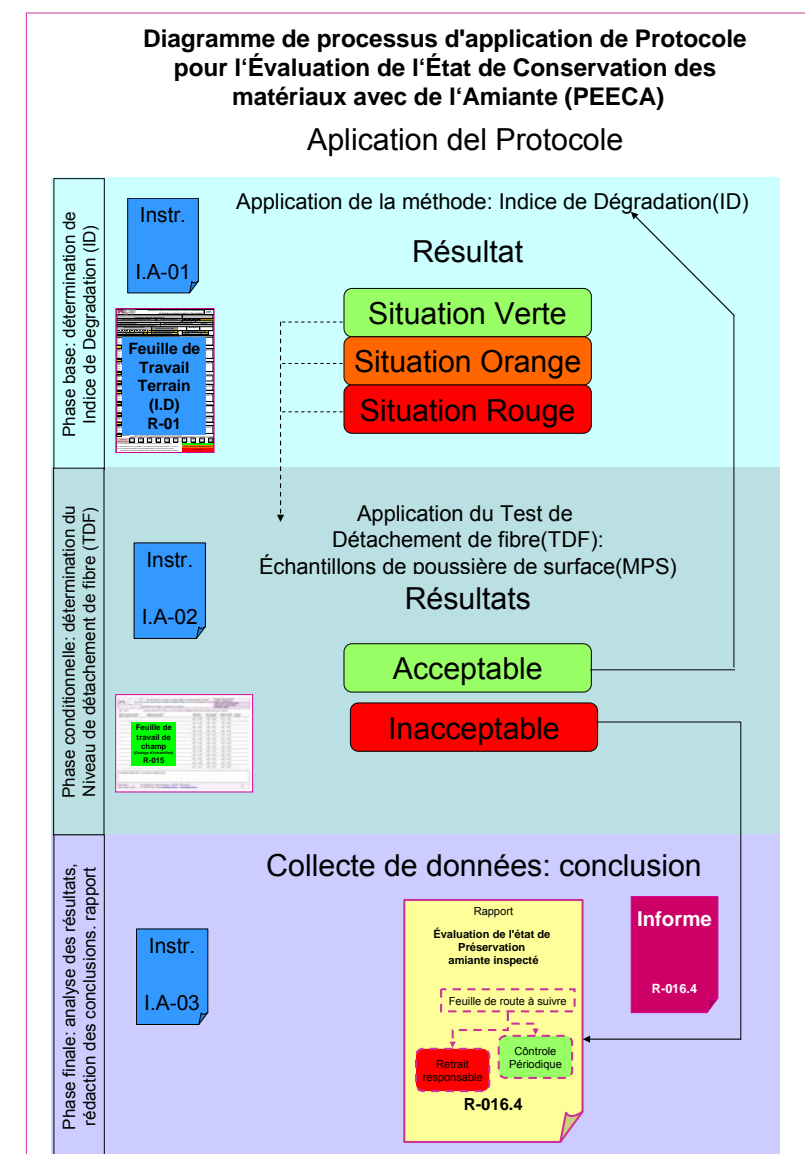 Diagramme de processus d'application de Protocole
pour l‘Évaluation de l‘État de Conservation des
matériaux avec de l‘Amiante (PEECA)
Aplication del Protocole
Phase base: détermination de
Indice de Degradation (ID)
Instr.
I.A-01
Application de la méthode: Indice de Dégradation(ID)
Résultat
Situation Verte
Situation Orange
Situation Rouge
Feuille de
Travail
Terrain
(I.D)
R-01
Phase conditionnelle: détermination du
Niveau de détachement de fibre (TDF)
Instr.
I.A-02
Application du Test de
Détachement de fibre(TDF):
Échantillons de poussière de surface(MPS)
Résultats
Acceptable
Inacceptable
Feuille de
travail de
champ
R-015
Phase finale: analyse des résultats,
rédaction des conclusions. rapport
Collecte de données: conclusion
Instr.
I.A-03
Rapport
Évaluation de l'état de
Préservation
amiante inspecté
Feuille de route à suivre
Retrait
responsable
Côntrole
Périodique
R-016.4
Informe
R-016.4